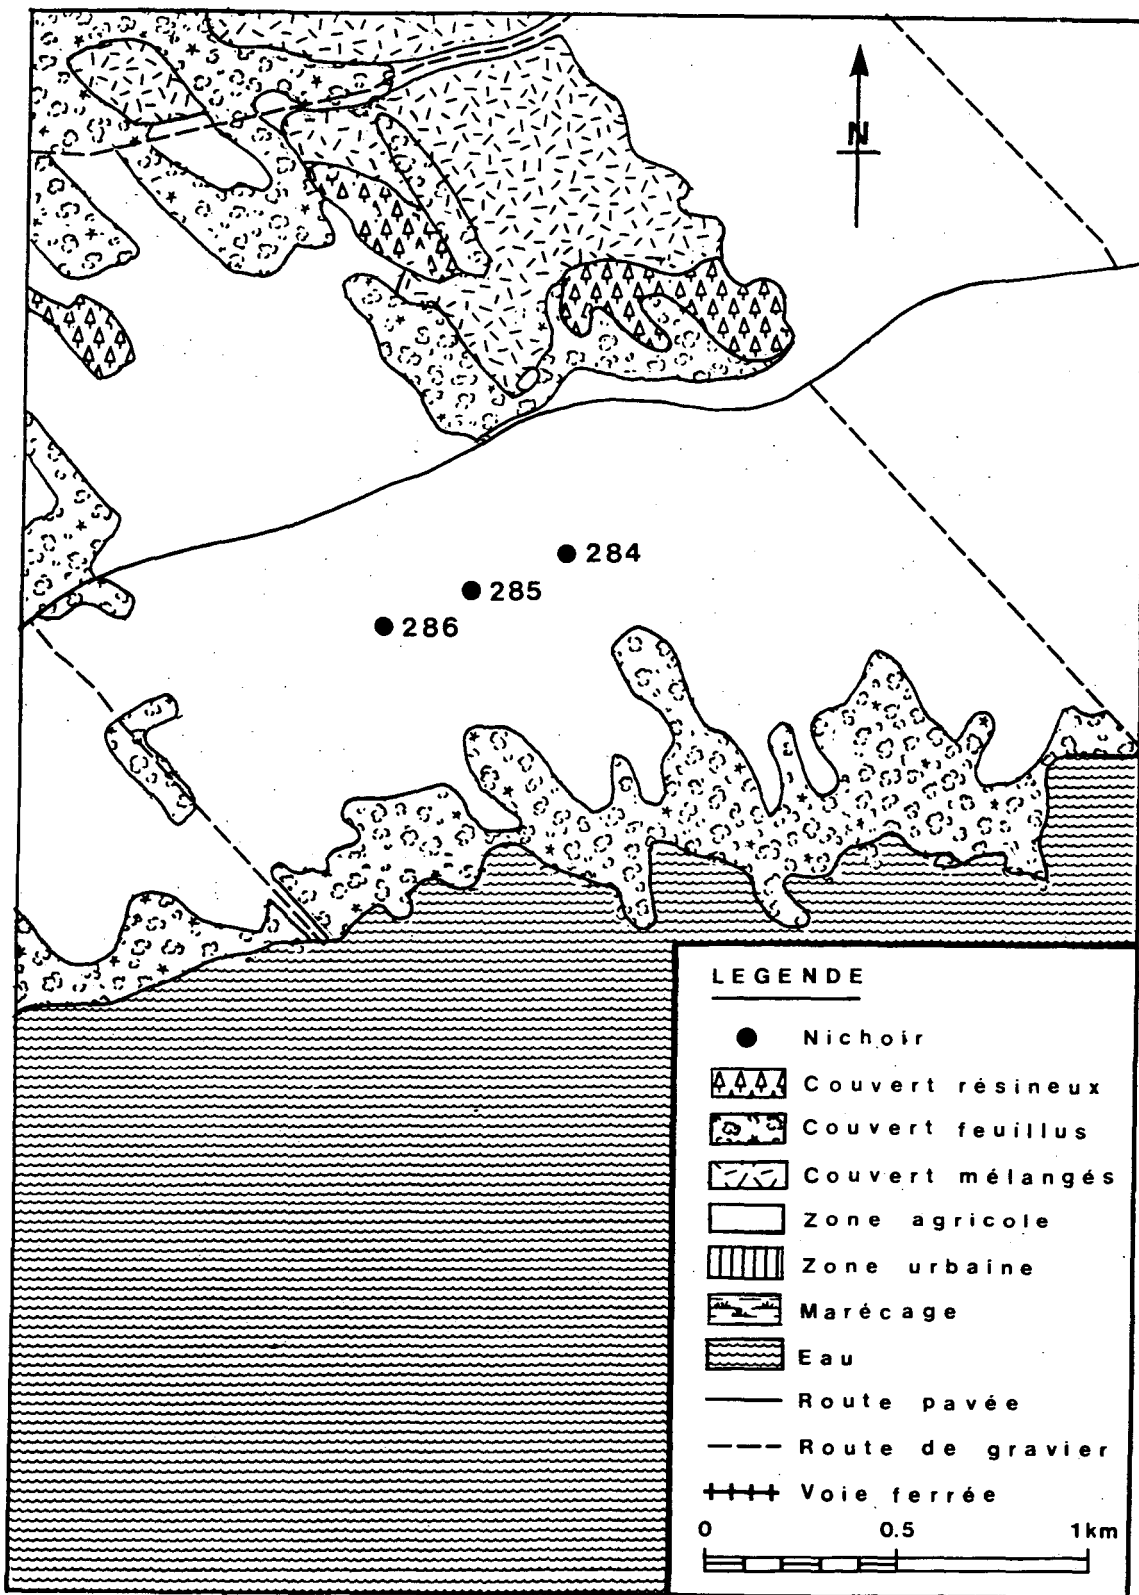 N
284
285
286
LEGENDE
Nichoir
Couvert résineux
Couvert feuillus
Couvert mélangés
Zone agricole
Zone urbaine
Marécage
Eau
Route pavée
Route de gravier
Voie ferrée
0 0.5 1km